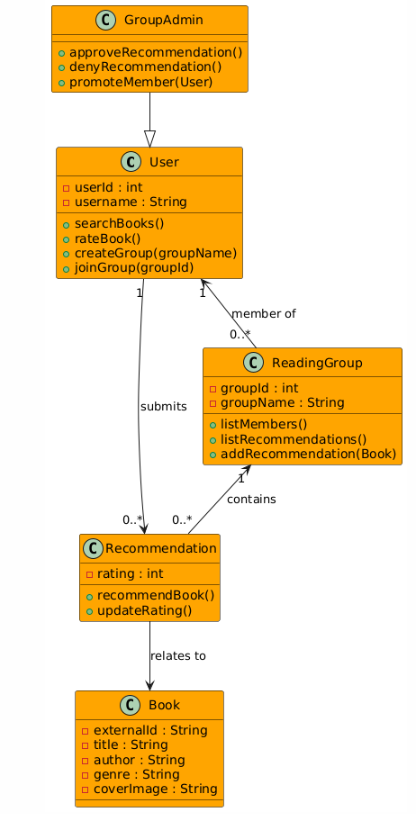 C GroupAdmin
approveRecommendation()
denyRecommendation()
promoteMember(User)
C User
userId : int
username : String
searchBooks()
rateBook()
createGroup(groupName)
joinGroup(groupId)
1
1
member of
0..*
C ReadingGroup
groupId : int
groupName : String
listMembers()
listRecommendations()
addRecommendation(Book)
submits
1
contains
0..*
0..*
C Recommendation
rating : int
recommendBook()
updateRating()
relates to
C Book
externalId : String
title : String
author : String
genre : String
coverImage : String